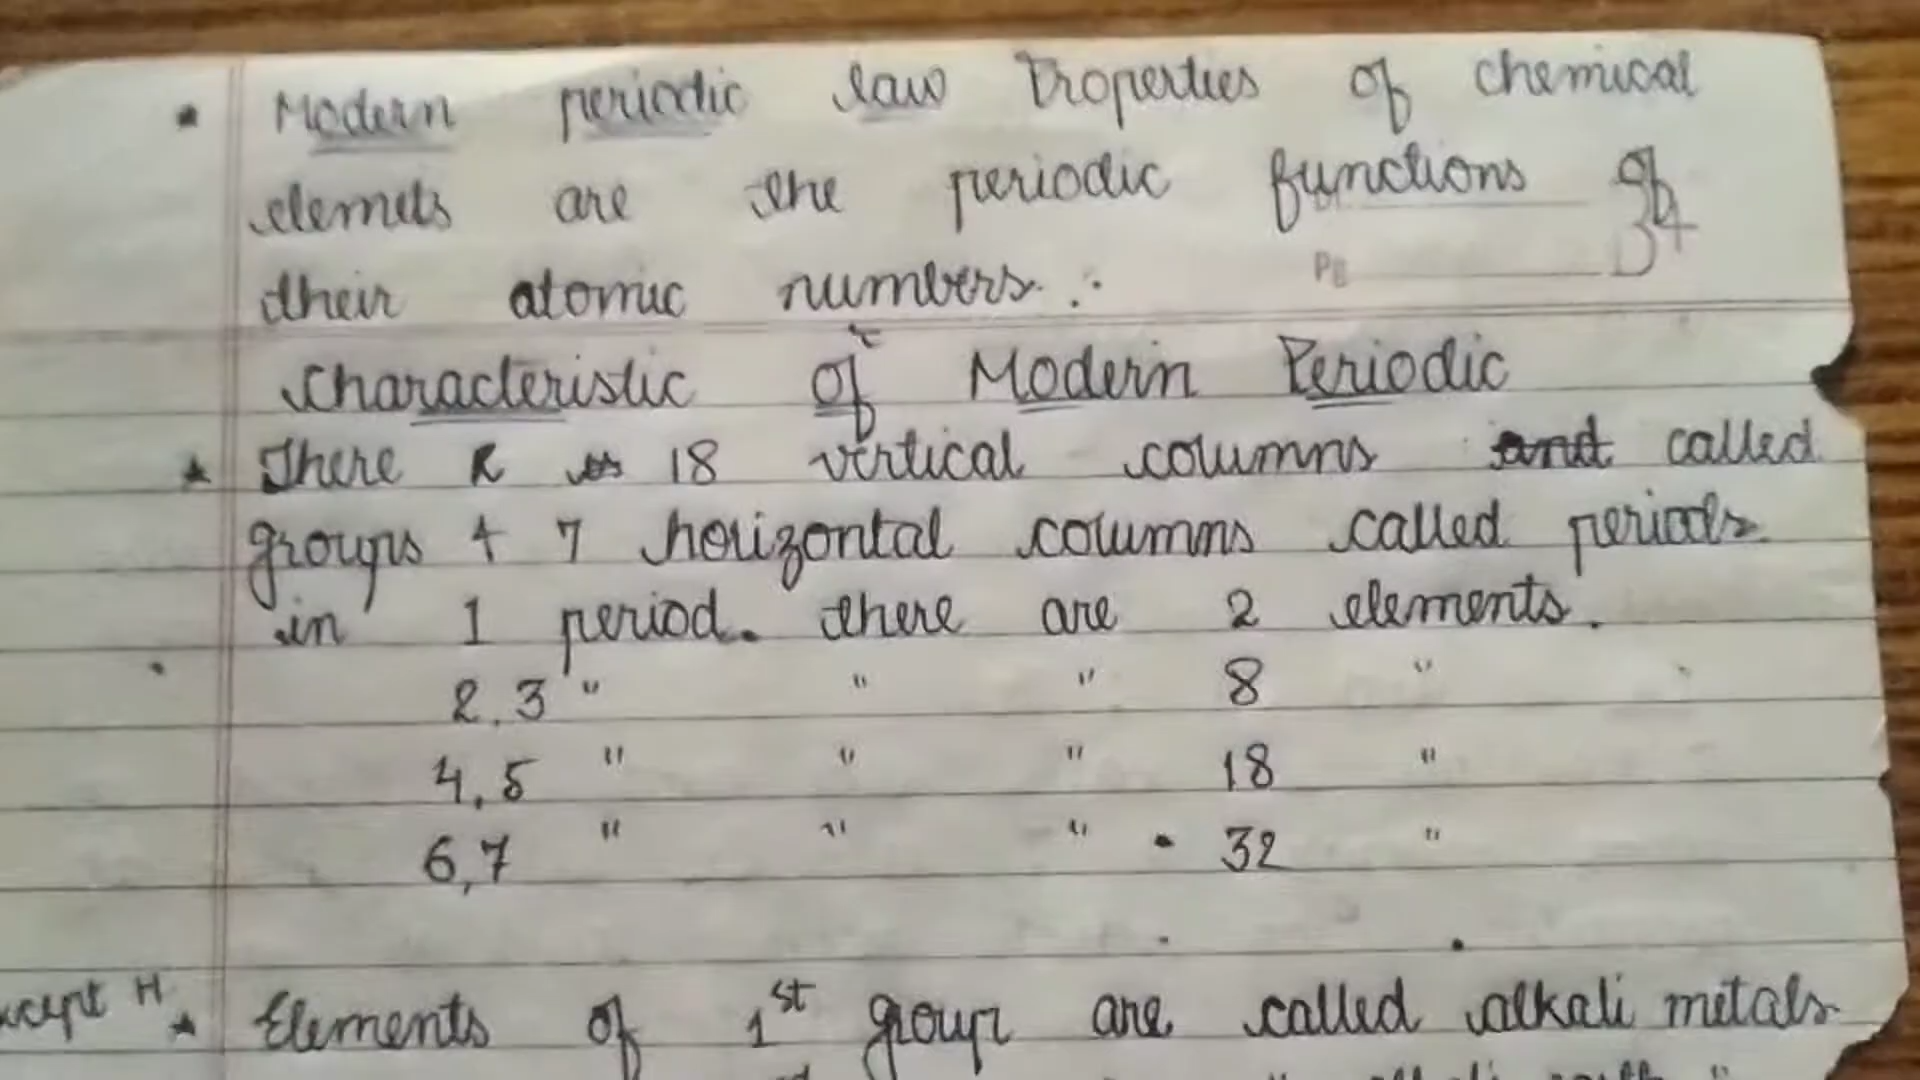 Modern periodic law Properties of chemical
elemets are the periodic functions of
their atomic numbers.
Pg 34
Characteristic of Modern Periodic
There R 18 vertical columns called
groups + 7 horizontal columns called periods
in 1 period. there are 2 elements.
2,3 " " " 8 "
4,5 " " " 18 "
6,7 " " " 32 "
Elements of 1st group are called alkali metals